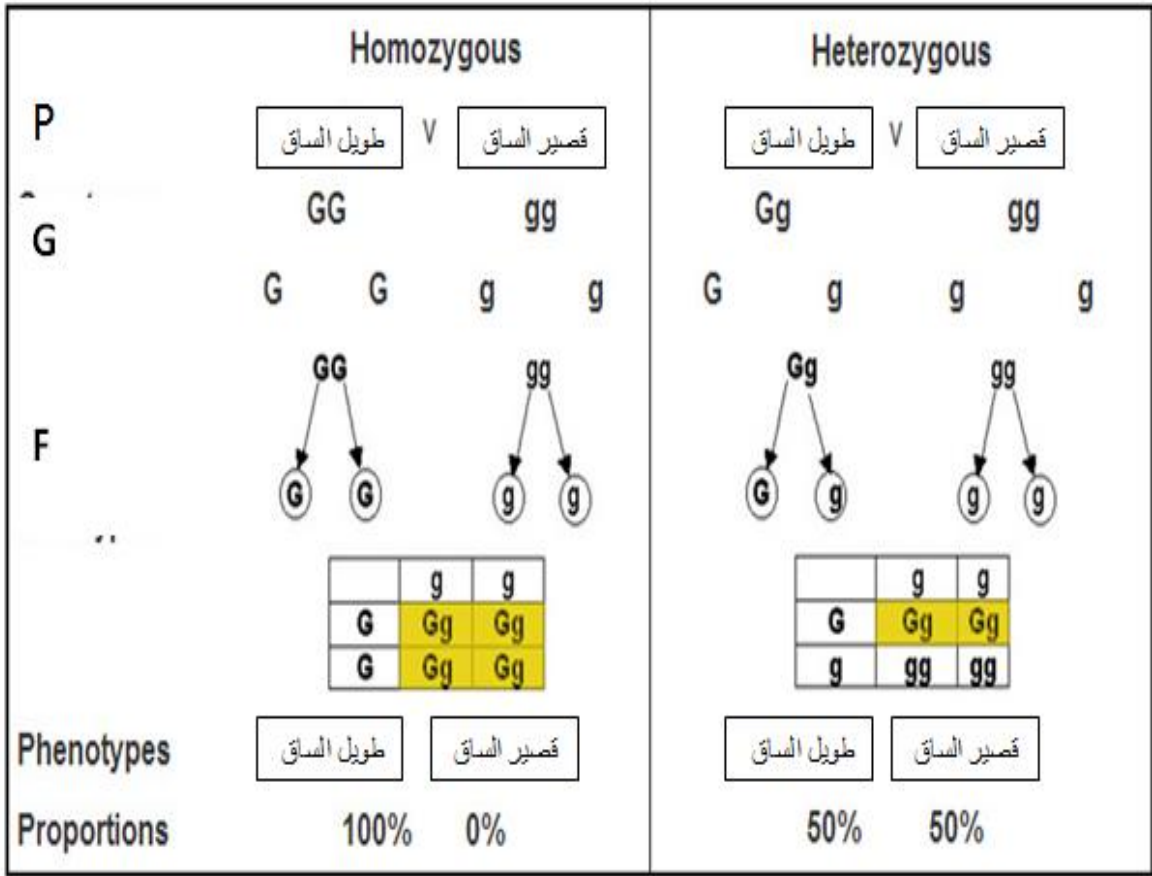 Homozygous Heterozygous
P طويل الساق v قصير الساق طويل الساق v قصير الساق
GG gg Gg gg
G
G G g g G g g g
GG gg Gg gg
F
G G g g G g g g
g g g g
G Gg Gg G Gg Gg
G Gg Gg g gg gg
Phenotypes طويل الساق قصير الساق طويل الساق قصير الساق
Proportions 100% 0% 50% 50%